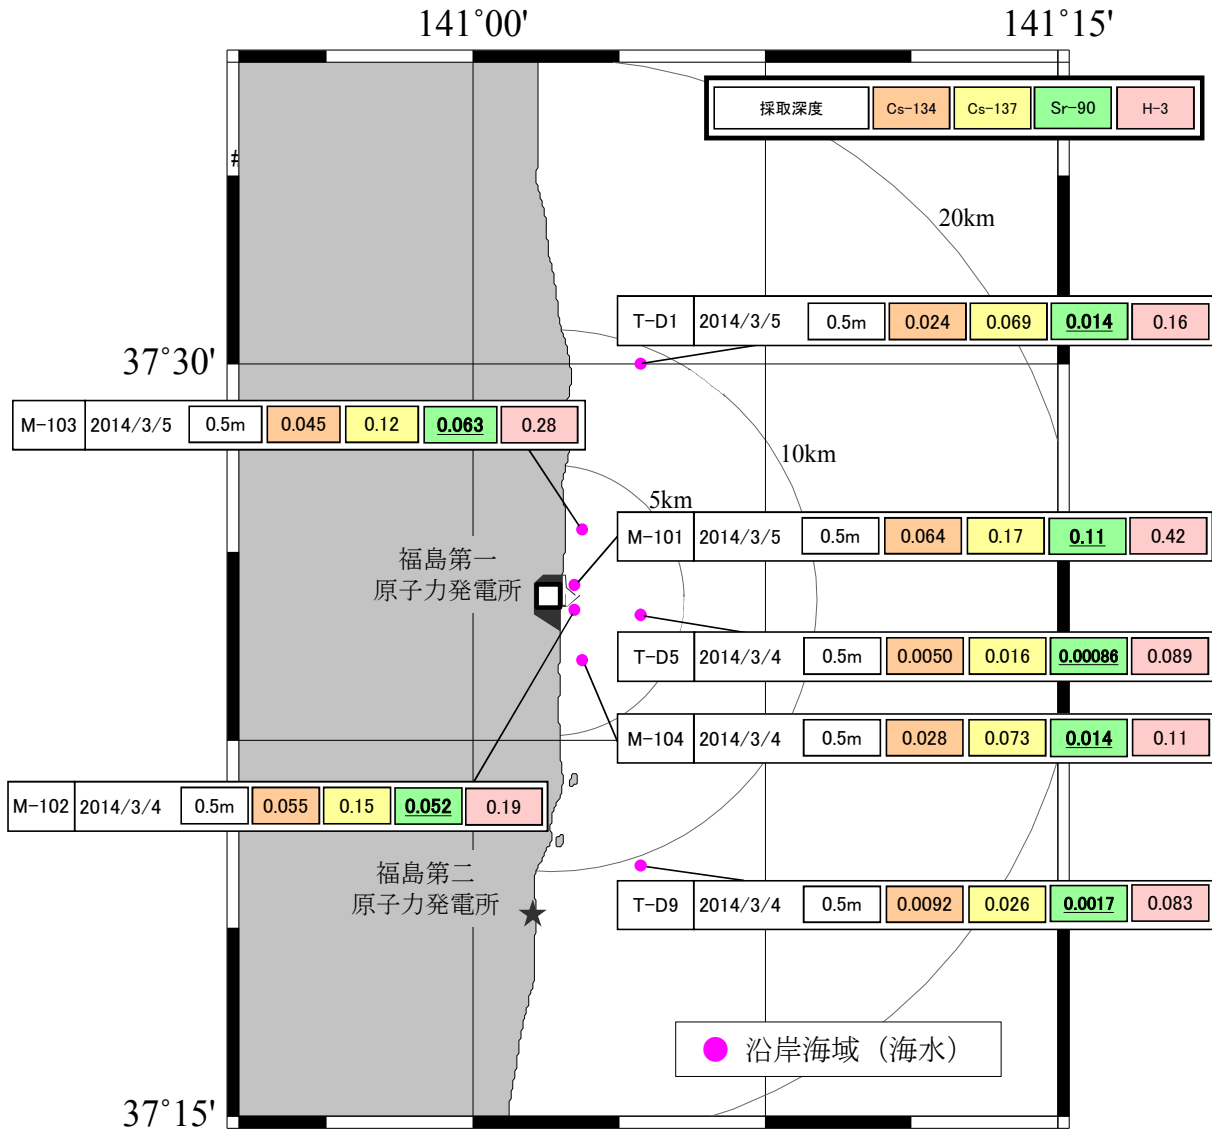 141°00'
141°15'
採取深度 Cs-134 Cs-137 Sr-90 H-3
#
20km
T-D1 2014/3/5 0.5m 0.024 0.069 0.014 0.16
37°30'
M-103 2014/3/5 0.5m 0.045 0.12 0.063 0.28
10km
5km
M-101 2014/3/5 0.5m 0.064 0.17 0.11 0.42
福島第一
原子力発電所
T-D5 2014/3/4 0.5m 0.0050 0.016 0.00086 0.089
M-104 2014/3/4 0.5m 0.028 0.073 0.014 0.11
M-102 2014/3/4 0.5m 0.055 0.15 0.052 0.19
福島第二
原子力発電所
T-D9 2014/3/4 0.5m 0.0092 0.026 0.0017 0.083
沿岸海域（海水）
37°15'